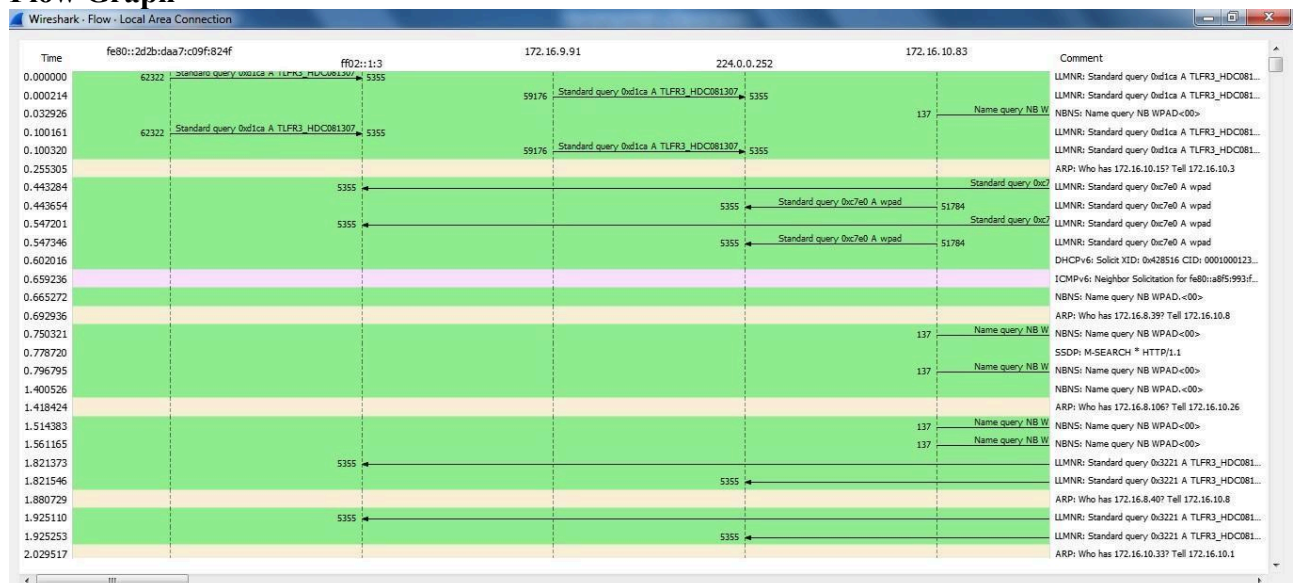 Flow Graph
Wireshark · Flow · Local Area Connection
Time fe80::2d2b:daa7:c09f:824f ff02::1:3 172.16.9.91 224.0.0.252 172.16.10.83 Comment
0.000000 62322 Standard query 0xd1ca A TLFR3_HDC081307 5355 LLMNR: Standard query 0xd1ca A TLFR3_HDC081...
0.000214 59176 Standard query 0xd1ca A TLFR3_HDC081307 5355 LLMNR: Standard query 0xd1ca A TLFR3_HDC081...
0.032926 137 Name query NB W NBNS: Name query NB WPAD<00>
0.100161 62322 Standard query 0xd1ca A TLFR3_HDC081307 5355 LLMNR: Standard query 0xd1ca A TLFR3_HDC081...
0.100320 59176 Standard query 0xd1ca A TLFR3_HDC081307 5355 LLMNR: Standard query 0xd1ca A TLFR3_HDC081...
0.255305 ARP: Who has 172.16.10.15? Tell 172.16.10.3
0.443284 5355 Standard query 0xc7 LLMNR: Standard query 0xc7e0 A wpad
0.443654 5355 Standard query 0xc7e0 A wpad 51784 LLMNR: Standard query 0xc7e0 A wpad
0.547201 5355 Standard query 0xc7 LLMNR: Standard query 0xc7e0 A wpad
0.547346 5355 Standard query 0xc7e0 A wpad 51784 LLMNR: Standard query 0xc7e0 A wpad
0.602016 DHCPv6: Solicit XID: 0x428516 CID: 0001000123...
0.659236 ICMPv6: Neighbor Solicitation for fe80::a8f5:993:f...
0.665272 NBNS: Name query NB WPAD.<00>
0.692936 ARP: Who has 172.16.8.39? Tell 172.16.10.8
0.750321 137 Name query NB W NBNS: Name query NB WPAD<00>
0.778720 SSDP: M-SEARCH * HTTP/1.1
0.796795 137 Name query NB W NBNS: Name query NB WPAD<00>
1.400526 NBNS: Name query NB WPAD.<00>
1.418424 ARP: Who has 172.16.8.106? Tell 172.16.10.26
1.514383 137 Name query NB W NBNS: Name query NB WPAD<00>
1.561165 137 Name query NB W NBNS: Name query NB WPAD<00>
1.821373 5355 LLMNR: Standard query 0x3221 A TLFR3_HDC081...
1.821546 5355 LLMNR: Standard query 0x3221 A TLFR3_HDC081...
1.880729 ARP: Who has 172.16.8.40? Tell 172.16.10.8
1.925110 5355 LLMNR: Standard query 0x3221 A TLFR3_HDC081...
1.925253 5355 LLMNR: Standard query 0x3221 A TLFR3_HDC081...
2.029517 ARP: Who has 172.16.10.33? Tell 172.16.10.1